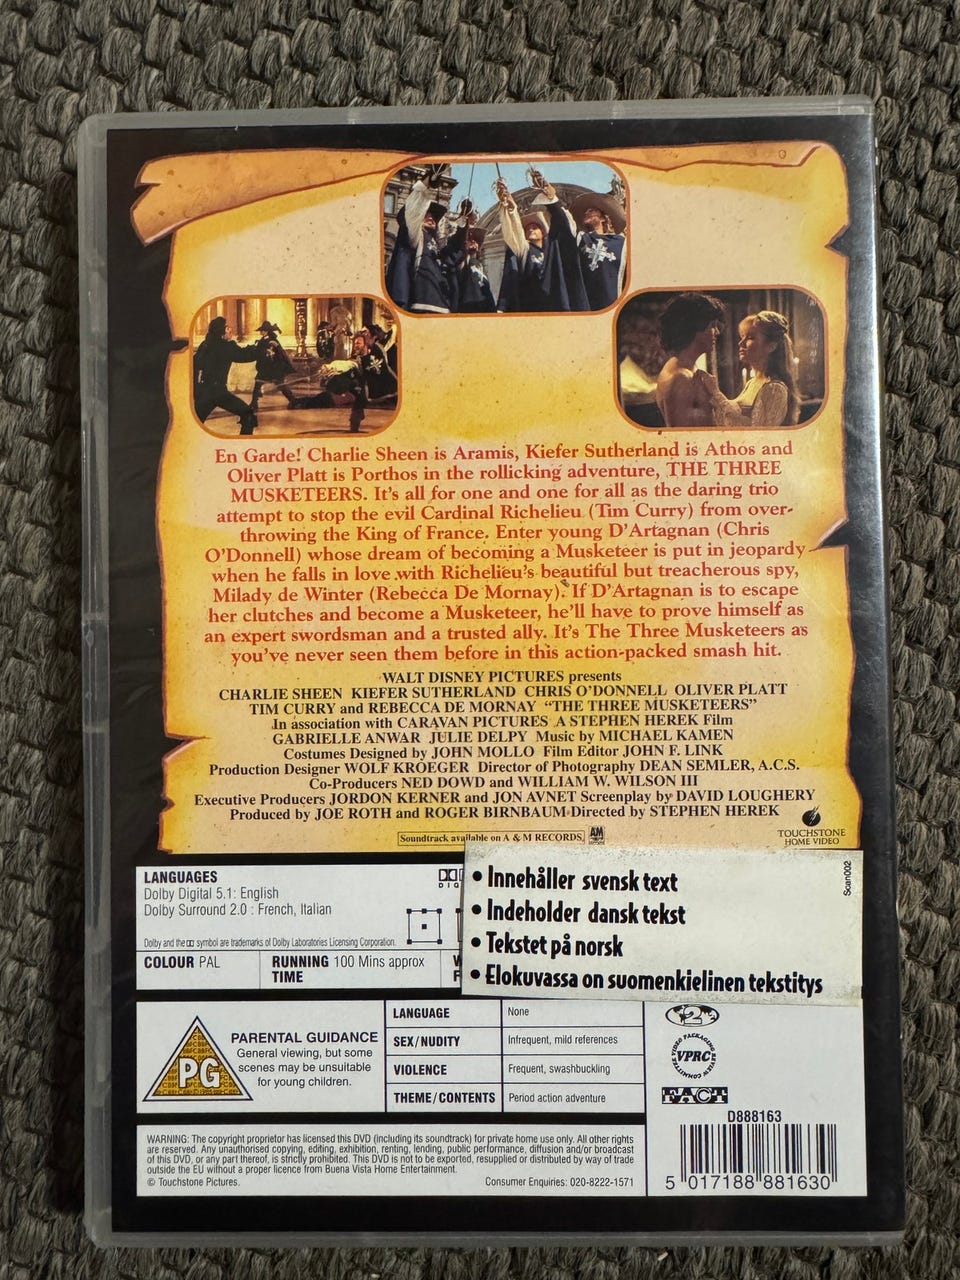 En Garde! Charlie Sheen is Aramis, Kiefer Sutherland is Athos and
Oliver Platt is Porthos in the rollicking adventure, THE THREE
MUSKETEERS. It's all for one and one for all as the daring trio
attempt to stop the evil Cardinal Richelieu (Tim Curry) from over-
throwing the King of France. Enter young D'Artagnan (Chris
O'Donnell) whose dream of becoming a Musketeer is put in jeopardy
when he falls in love with Richelieu's beautiful but treacherous spy,
Milady de Winter (Rebecca De Mornay). If D'Artagnan is to escape
her clutches and become a Musketeer, he'll have to prove himself as
an expert swordsman and a trusted ally. It's The Three Musketeers as
you've never seen them before in this action-packed smash hit.
WALT DISNEY PICTURES presents
CHARLIE SHEEN KIEFER SUTHERLAND CHRIS O'DONNELL OLIVER PLATT
TIM CURRY and REBECCA DE MORNAY "THE THREE MUSKETEERS"
In association with CARAVAN PICTURES A STEPHEN HEREK Film
GABRIELLE ANWAR JULIE DELPY Music by MICHAEL KAMEN
Costumes Designed by JOHN MOLLO Film Editor JOHN F. LINK
Production Designer WOLF KROEGER Director of Photography DEAN SEMLER, A.C.S.
Co-Producers NED DOWD and WILLIAM W. WILSON III
Executive Producers JORDON KERNER and JON AVNET Screenplay by DAVID LOUGHERY
Produced by JOE ROTH and ROGER BIRNBAUM Directed by STEPHEN HEREK
Soundtrack available on A & M RECORDS,
AM
TOUCHSTONE
HOME VIDEO
LANGUAGES
Dolby Digital 5.1: English
Dolby Surround 2.0 : French, Italian
Dolby and the symbol are trademarks of Dolby Laboratories Licensing Corporation.
COLOUR PAL
RUNNING 100 Mins approx
TIME
• Innehåller svensk text
• Indeholder dansk tekst
• Tekstet på norsk
• Elokuvassa on suomenkielinen tekstitys
Scan002
PG
PARENTAL GUIDANCE
General viewing, but some
scenes may be unsuitable
for young children.
LANGUAGE None
SEX/NUDITY Infrequent, mild references
VIOLENCE Frequent, swashbuckling
THEME/CONTENTS Period action adventure
2
VIDEO PACKAGING REVIEW COMMITTEE
VPRC
FACT
D888163
5 017188 881630
WARNING: The copyright proprietor has licensed this DVD (including its soundtrack) for private home use only. All other rights
are reserved. Any unauthorised copying, editing, exhibition, renting, lending, public performance, diffusion and/or broadcast
of this DVD, or any part thereof, is strictly prohibited. This DVD is not to be exported, resupplied or distributed by way of trade
outside the EU without a proper licence from Buena Vista Home Entertainment.
© Touchstone Pictures. Consumer Enquiries: 020-8222-1571